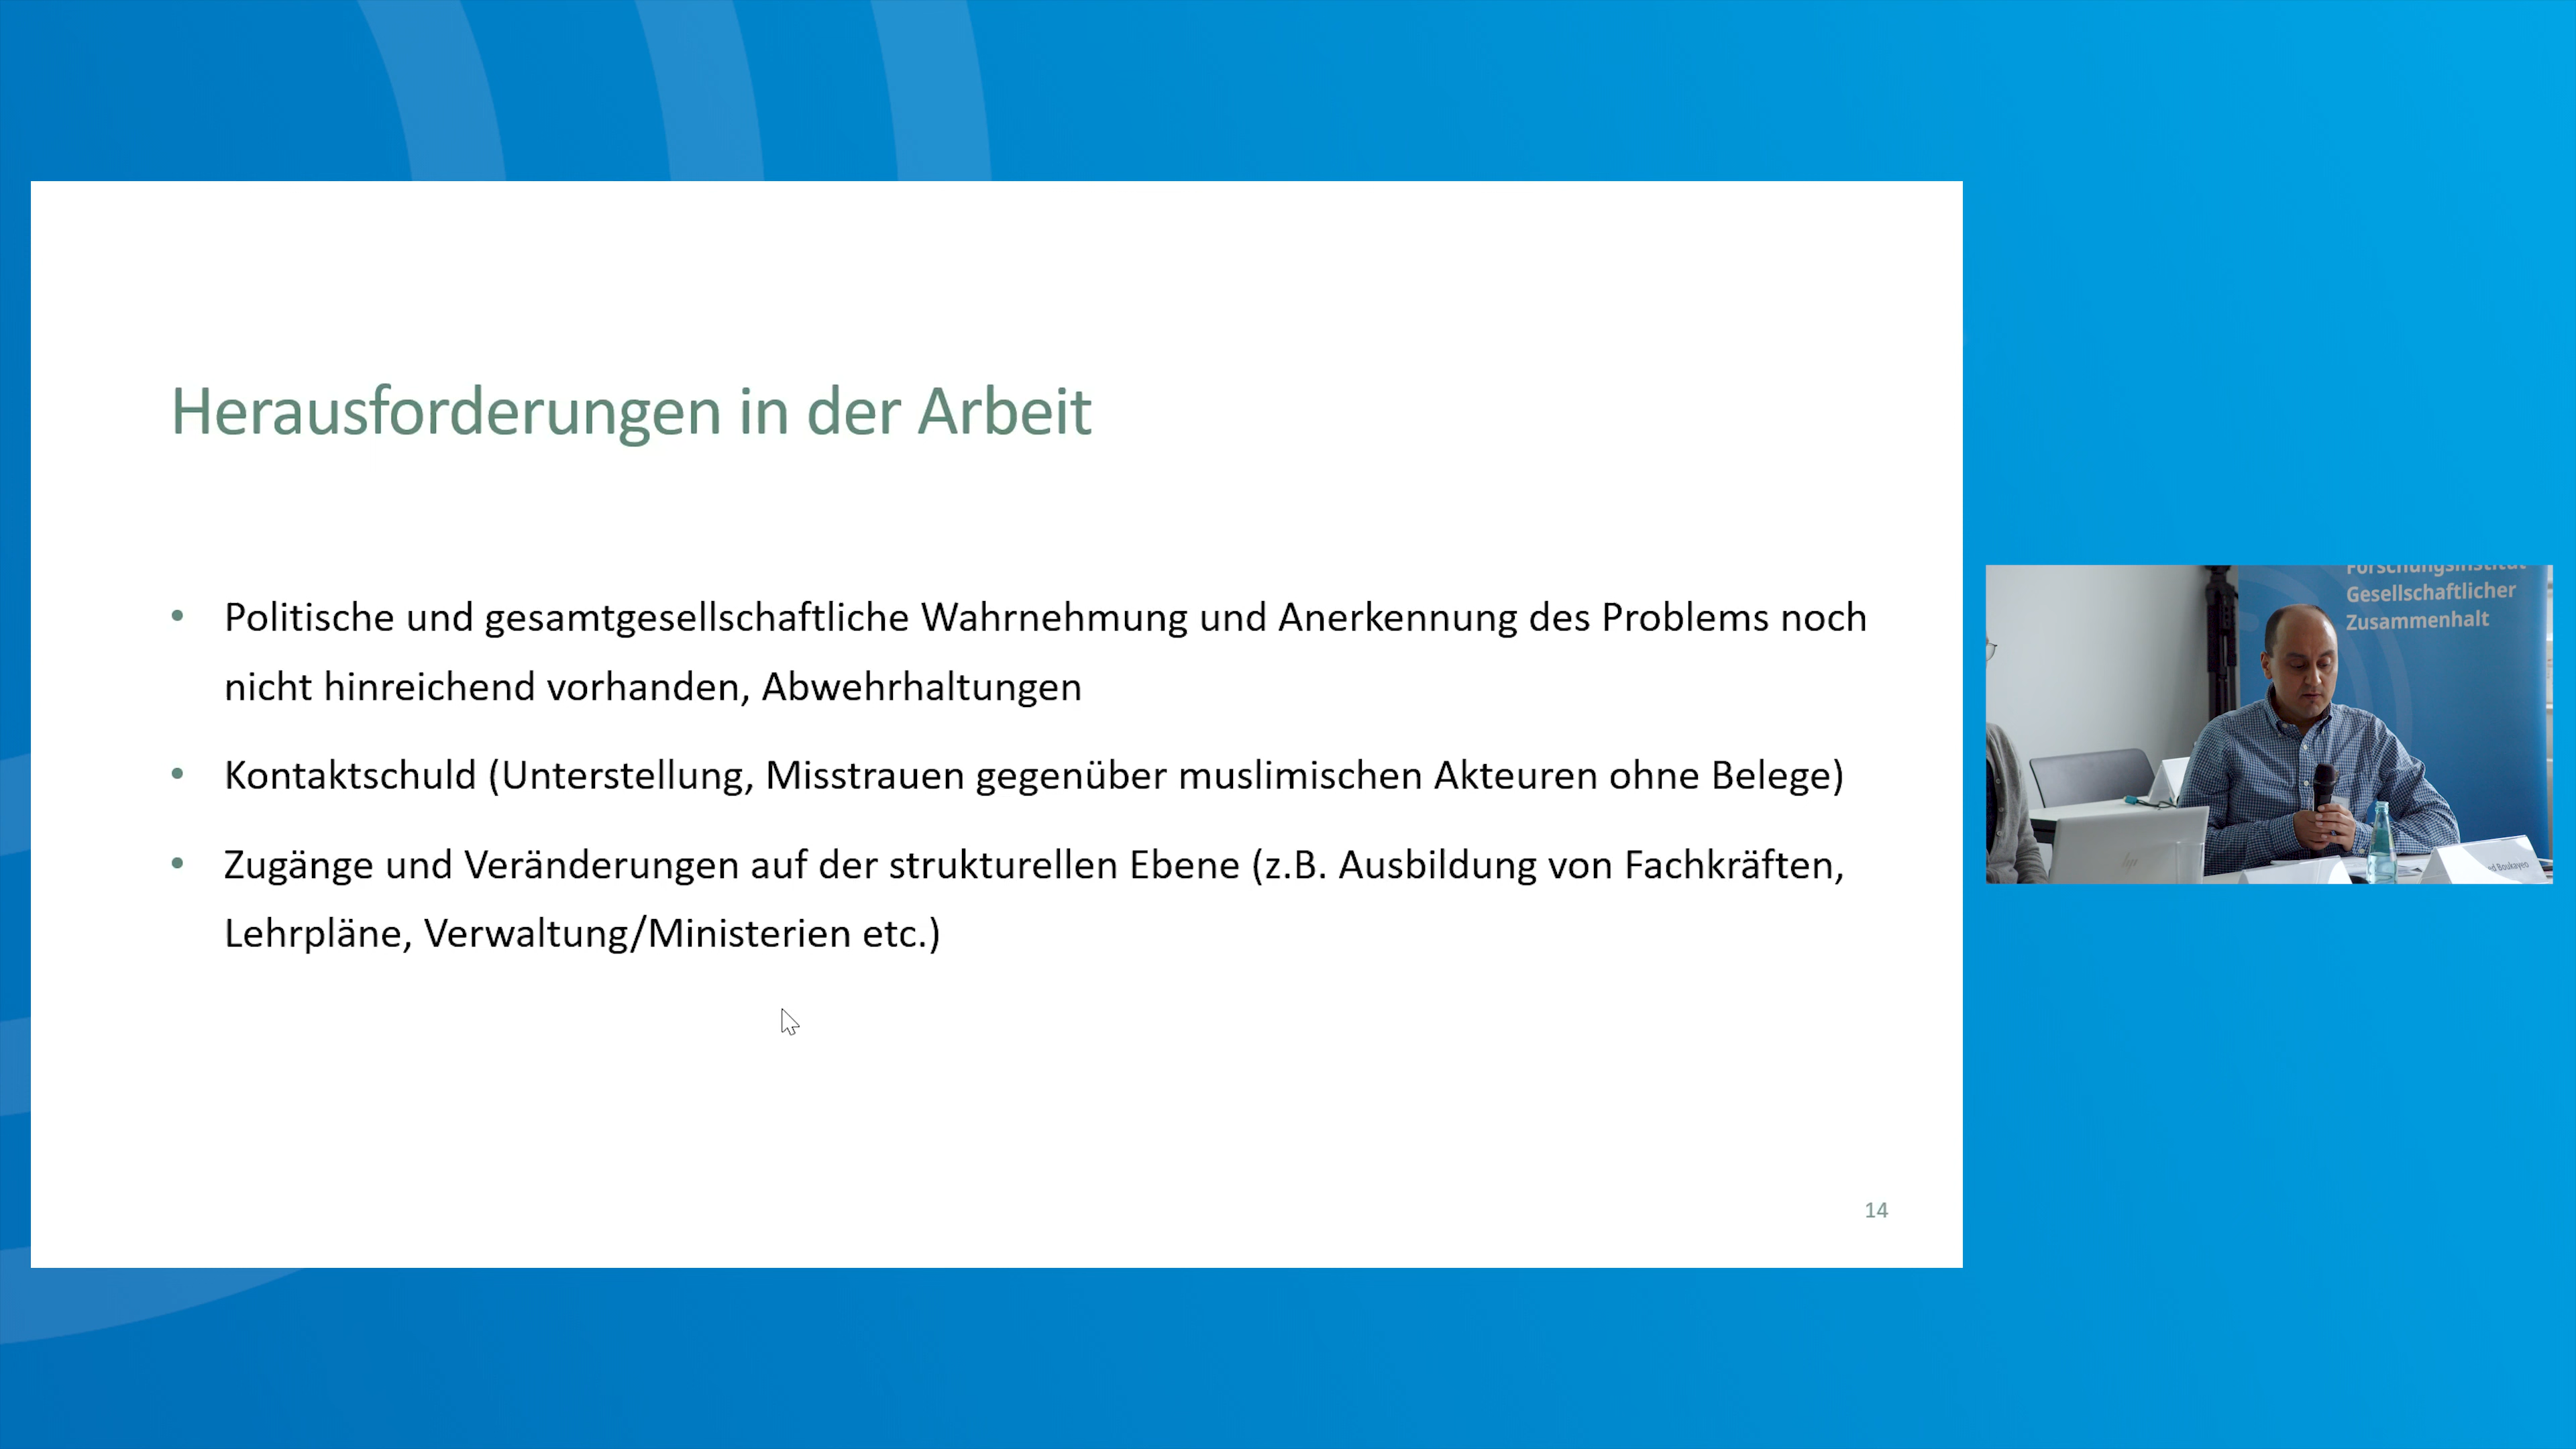 Herausforderungen in der Arbeit
• Politische und gesamtgesellschaftliche Wahrnehmung und Anerkennung des Problems noch
nicht hinreichend vorhanden, Abwehrhaltungen
• Kontaktschuld (Unterstellung, Misstrauen gegenüber muslimischen Akteuren ohne Belege)
• Zugänge und Veränderungen auf der strukturellen Ebene (z.B. Ausbildung von Fachkräften,
Lehrpläne, Verwaltung/Ministerien etc.)
14
Forschungsinstitut
Gesellschaftlicher
Zusammenhalt
hp